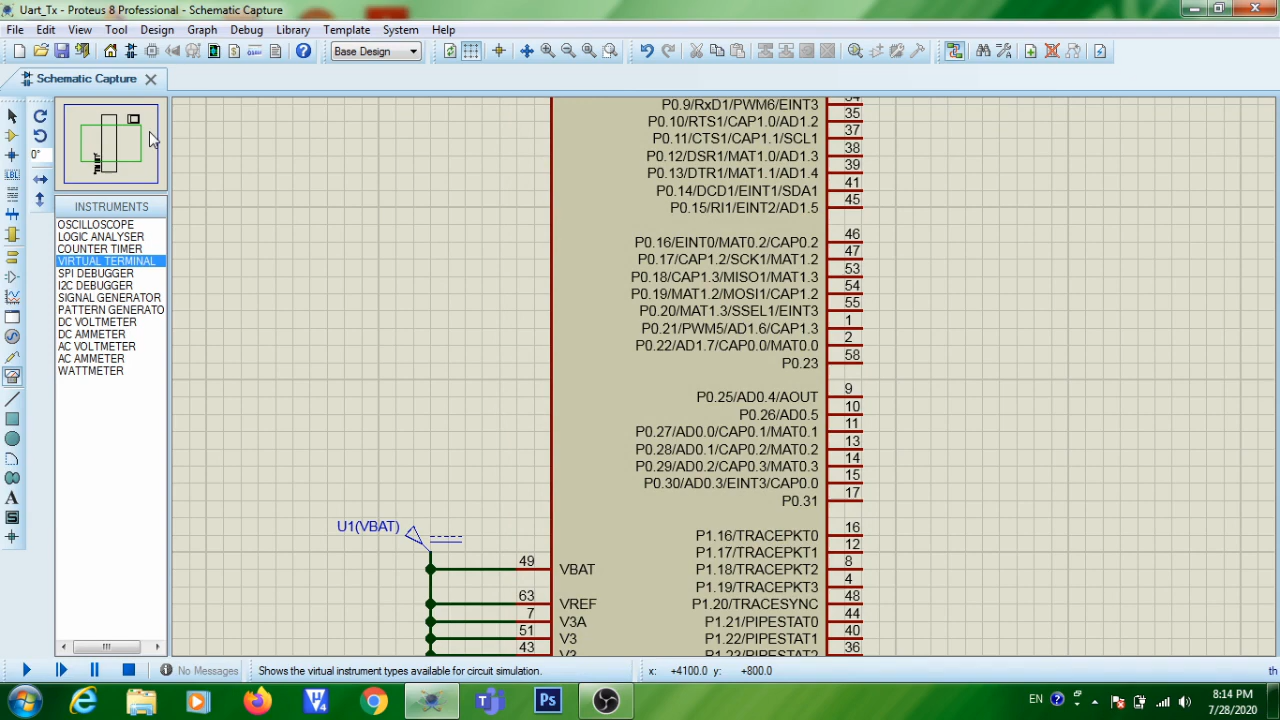 Uart_Tx - Proteus 8 Professional - Schematic Capture
File Edit View Tool Design Graph Debug Library Template System Help
Base Design
Schematic Capture
LBL
0°
INSTRUMENTS
OSCILLOSCOPE
LOGIC ANALYSER
COUNTER TIMER
VIRTUAL TERMINAL
SPI DEBUGGER
I2C DEBUGGER
SIGNAL GENERATOR
PATTERN GENERATO
DC VOLTMETER
DC AMMETER
AC VOLTMETER
AC AMMETER
WATTMETER
P0.9/RxD1/PWM6/EINT3 34
P0.10/RTS1/CAP1.0/AD1.2 35
P0.11/CTS1/CAP1.1/SCL1 37
P0.12/DSR1/MAT1.0/AD1.3 38
P0.13/DTR1/MAT1.1/AD1.4 39
P0.14/DCD1/EINT1/SDA1 41
P0.15/RI1/EINT2/AD1.5 45
P0.16/EINT0/MAT0.2/CAP0.2 46
P0.17/CAP1.2/SCK1/MAT1.2 47
P0.18/CAP1.3/MISO1/MAT1.3 53
P0.19/MAT1.2/MOSI1/CAP1.2 54
P0.20/MAT1.3/SSEL1/EINT3 55
P0.21/PWM5/AD1.6/CAP1.3 1
P0.22/AD1.7/CAP0.0/MAT0.0 2
P0.23 58
P0.25/AD0.4/AOUT 9
P0.26/AD0.5 10
P0.27/AD0.0/CAP0.1/MAT0.1 11
P0.28/AD0.1/CAP0.2/MAT0.2 13
P0.29/AD0.2/CAP0.3/MAT0.3 14
P0.30/AD0.3/EINT3/CAP0.0 15
P0.31 17
U1(VBAT)
P1.16/TRACEPKT0 16
P1.17/TRACEPKT1 12
49 VBAT P1.18/TRACEPKT2 8
P1.19/TRACEPKT3 4
63 VREF P1.20/TRACESYNC 48
7 V3A P1.21/PIPESTAT0 44
51 V3 P1.22/PIPESTAT1 40
43 V3 P1.23/PIPESTAT2 36
No Messages Shows the virtual instrument types available for circuit simulation. x: +4100.0 y: +800.0 th
Ps
EN 8:14 PM
7/28/2020